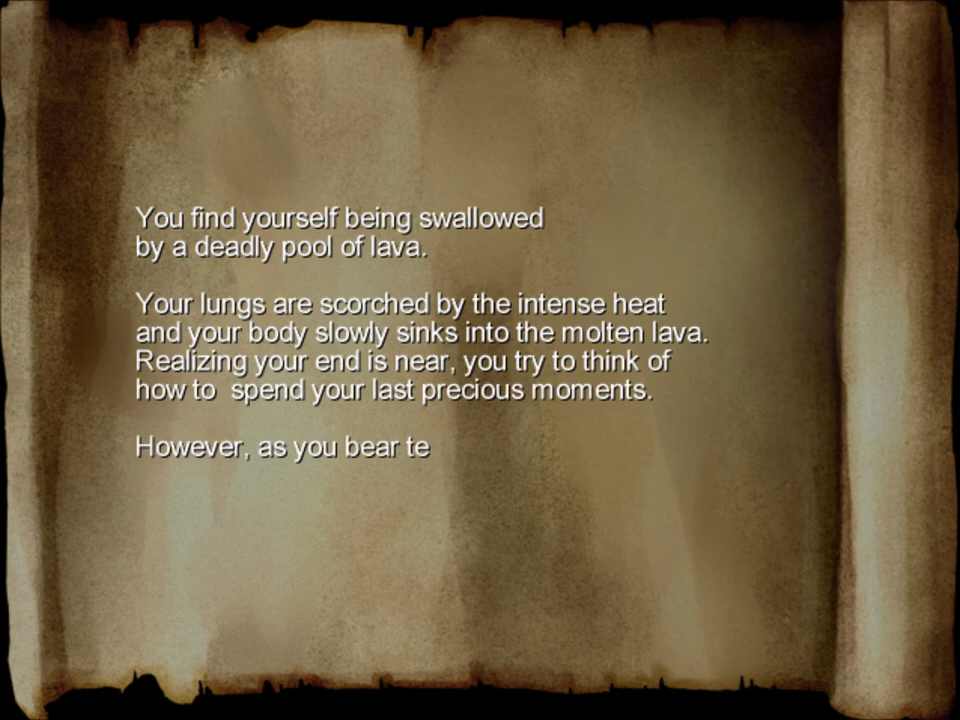 You find yourself being swallowed
by a deadly pool of lava.
Your lungs are scorched by the intense heat
and your body slowly sinks into the molten lava.
Realizing your end is near, you try to think of
how to  spend your last precious moments.
However, as you bear te